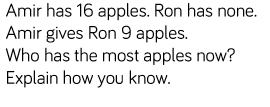 Amir has 16 apples. Ron has none.
Amir gives Ron 9 apples.
Who has the most apples now?
Explain how you know.